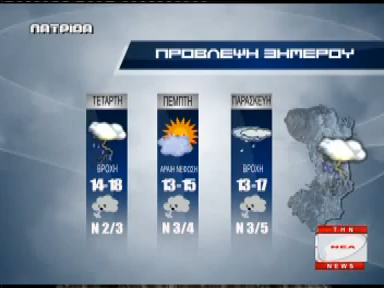 ΠΑΤΡΙΔΑ
ΠΡΟΒΛΕΨΗ 3ΗΜΕΡΟΥ
ΤΕΤΑΡΤΗ
ΠΕΜΠΤΗ
ΠΑΡΑΣΚΕΥΗ
ΒΡΟΧΗ
ΑΡΑΙΗ ΝΕΦΩΣΗ
ΒΡΟΧΗ
14-18
13-15
13-17
Ν 2/3
Ν 3/4
Ν 3/5
ΤΗΝ
ΝΕΑ
NEWS